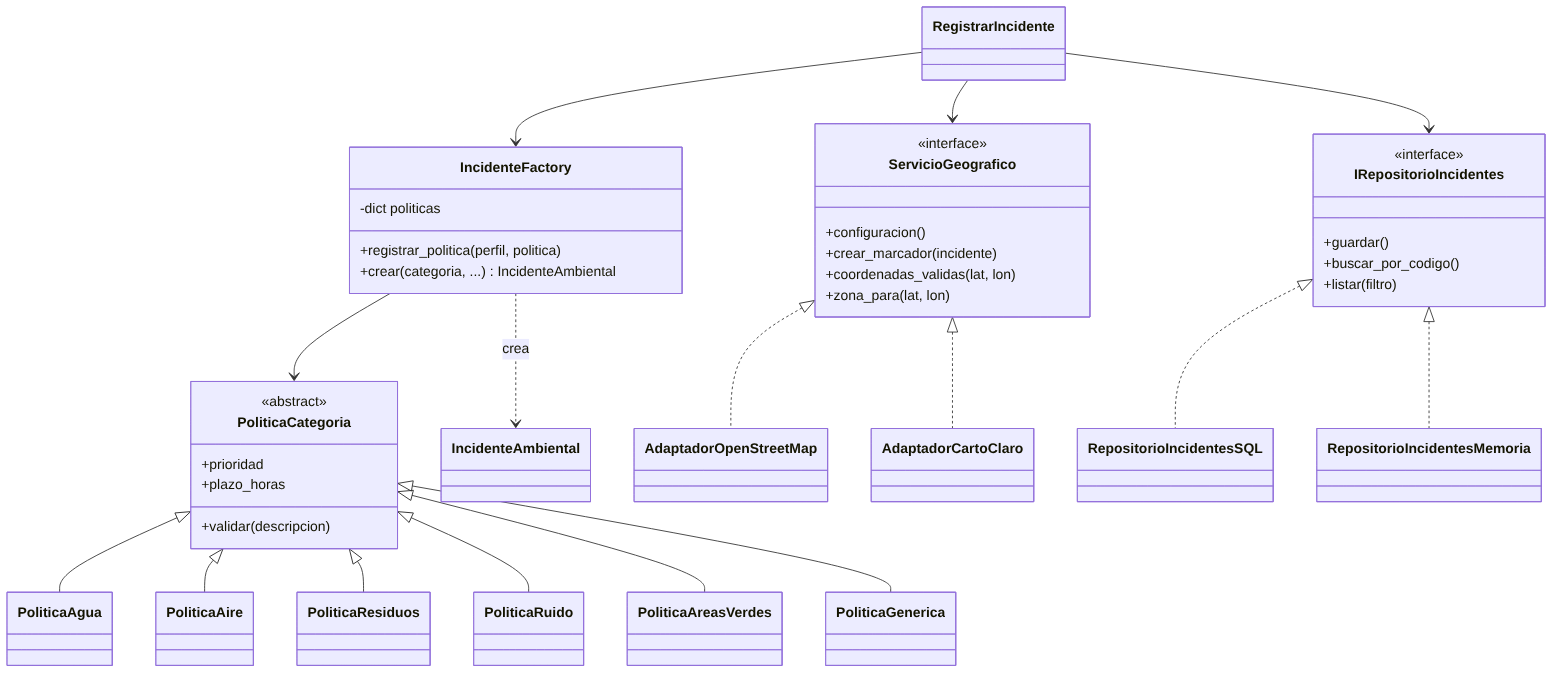 RegistrarIncidente
IncidenteFactory
-dict politicas
+registrar_politica(perfil, politica)
+crear(categoria, ...) : IncidenteAmbiental
«interface»
ServicioGeografico
+configuracion()
+crear_marcador(incidente)
+coordenadas_validas(lat, lon)
+zona_para(lat, lon)
«interface»
IRepositorioIncidentes
+guardar()
+buscar_por_codigo()
+listar(filtro)
crea
«abstract»
PoliticaCategoria
+prioridad
+plazo_horas
+validar(descripcion)
IncidenteAmbiental
AdaptadorOpenStreetMap
AdaptadorCartoClaro
RepositorioIncidentesSQL
RepositorioIncidentesMemoria
PoliticaAgua
PoliticaAire
PoliticaResiduos
PoliticaRuido
PoliticaAreasVerdes
PoliticaGenerica